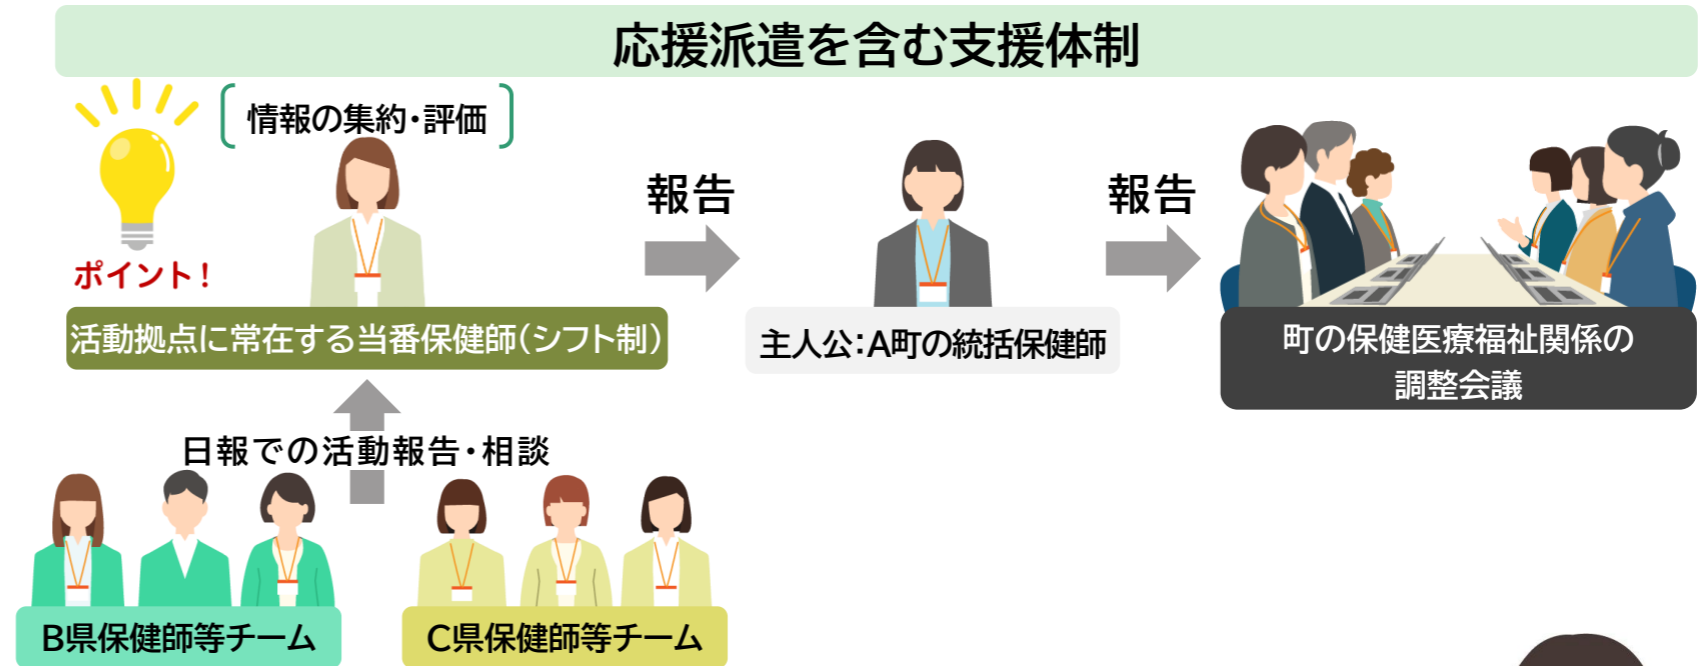 応援派遣を含む支援体制
情報の集約・評価
ポイント!
報告
報告
活動拠点に常在する当番保健師(シフト制)
主人公:A町の統括保健師
町の保健医療福祉関係の
調整会議
日報での活動報告・相談
B県保健師等チーム
C県保健師等チーム